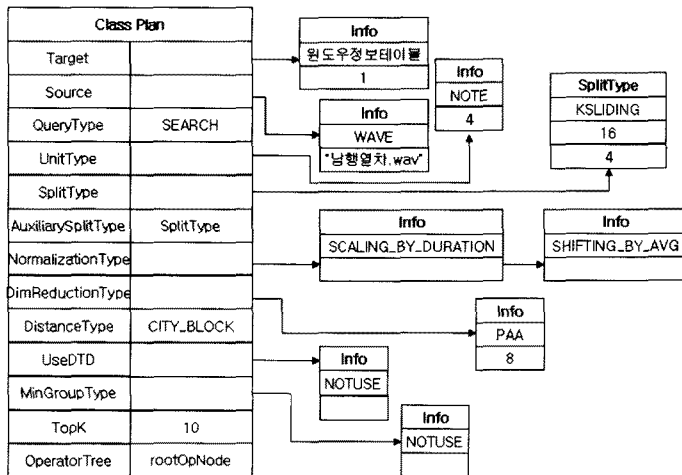 Class Plan
Target
Source
QueryType SEARCH
UnitType
SplitType
AuxiliarySplitType SplitType
NormalizationType
DimReductionType
DistanceType CITY_BLOCK
UseDTD
MinGroupType
TopK 10
OperatorTree rootOpNode
Info
윈도우정보테이블
1
Info
NOTE
4
Info
WAVE
"남행열차.wav"
SplitType
KSLIDING
16
4
Info
SCALING_BY_DURATION
Info
SHIFTING_BY_AVG
Info
PAA
8
Info
NOTUSE
Info
NOTUSE